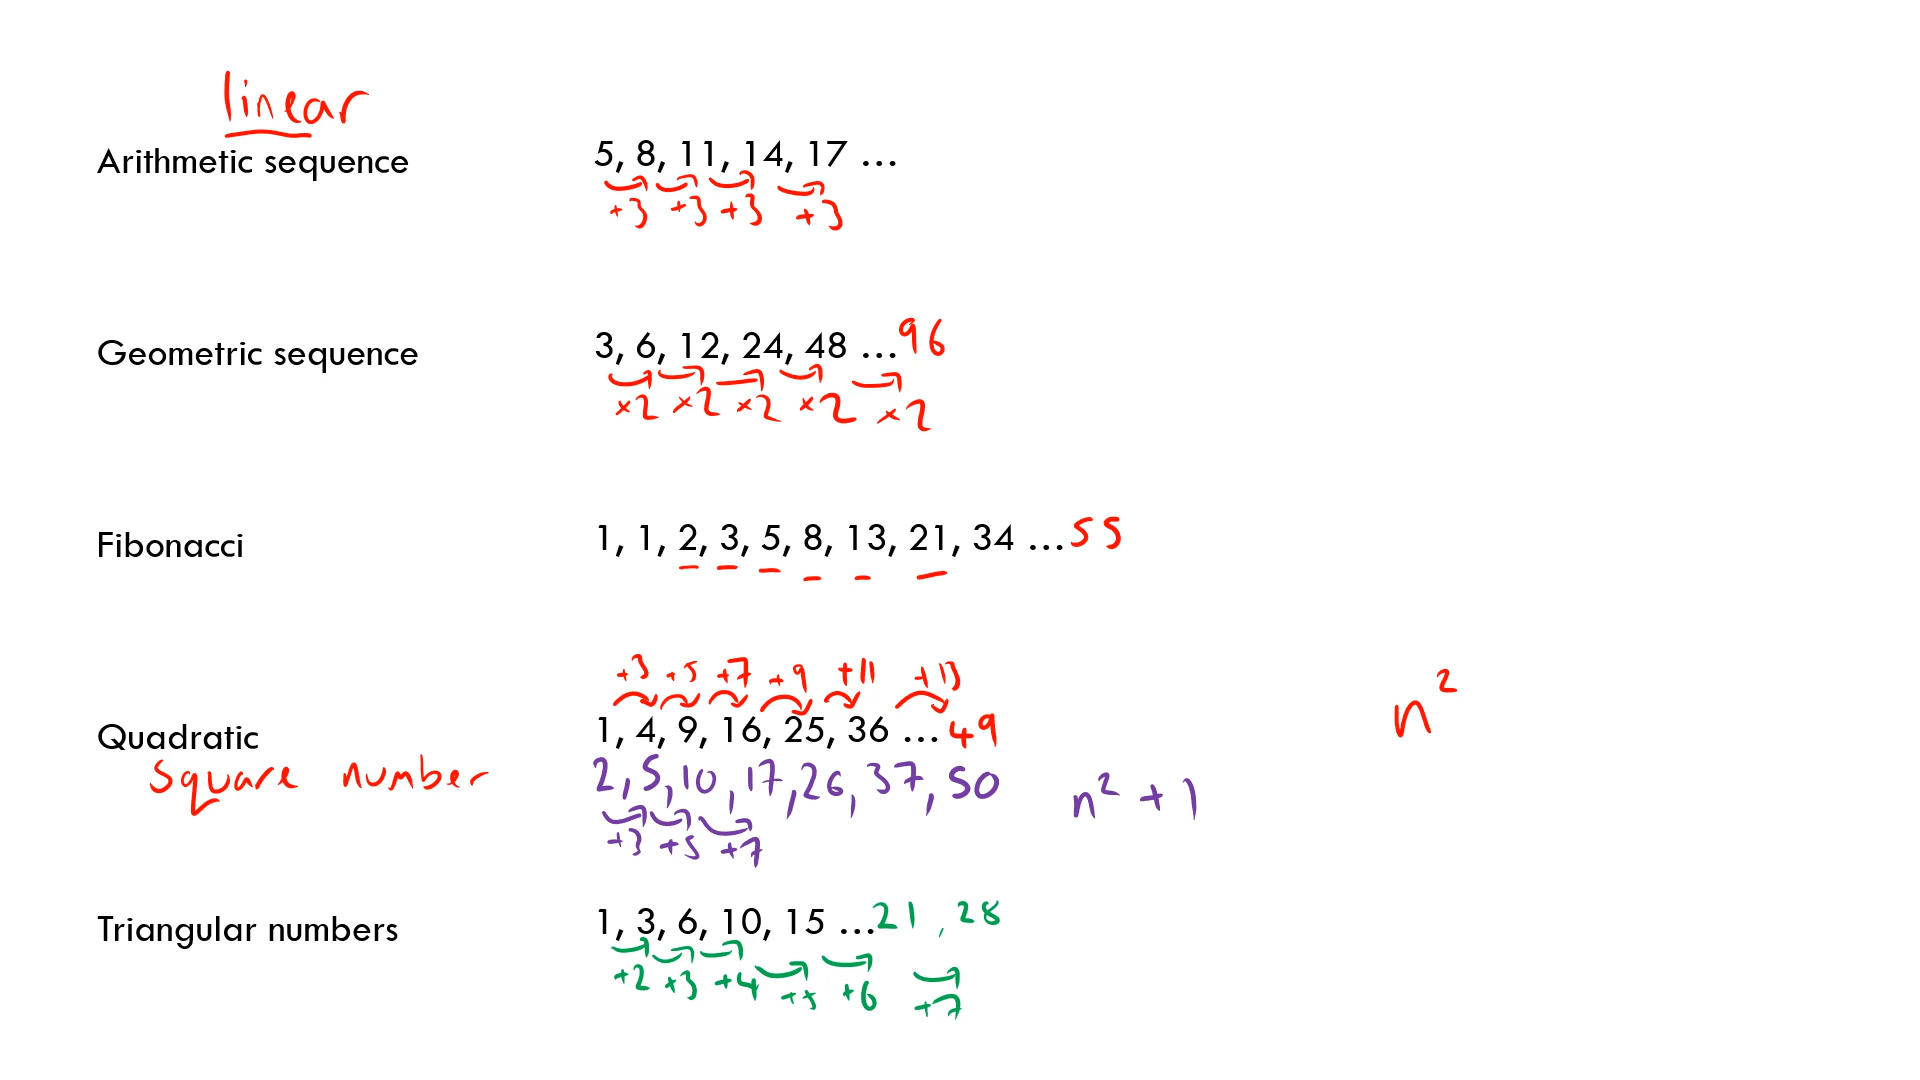 linear
Arithmetic sequence 5, 8, 11, 14, 17 ...
+3 +3 +3 +3
Geometric sequence 3, 6, 12, 24, 48 ... 96
×2 ×2 ×2 ×2 ×2
Fibonacci 1, 1, 2, 3, 5, 8, 13, 21, 34 ... 55
+3 +5 +7 +9 +11 +13
Quadratic 1, 4, 9, 16, 25, 36 ... 49 n²
square number 2, 5, 10, 17, 26, 37, 50 n² + 1
+3 +5 +7
Triangular numbers 1, 3, 6, 10, 15 ... 21, 28
+2 +3 +4 +5 +6 +7